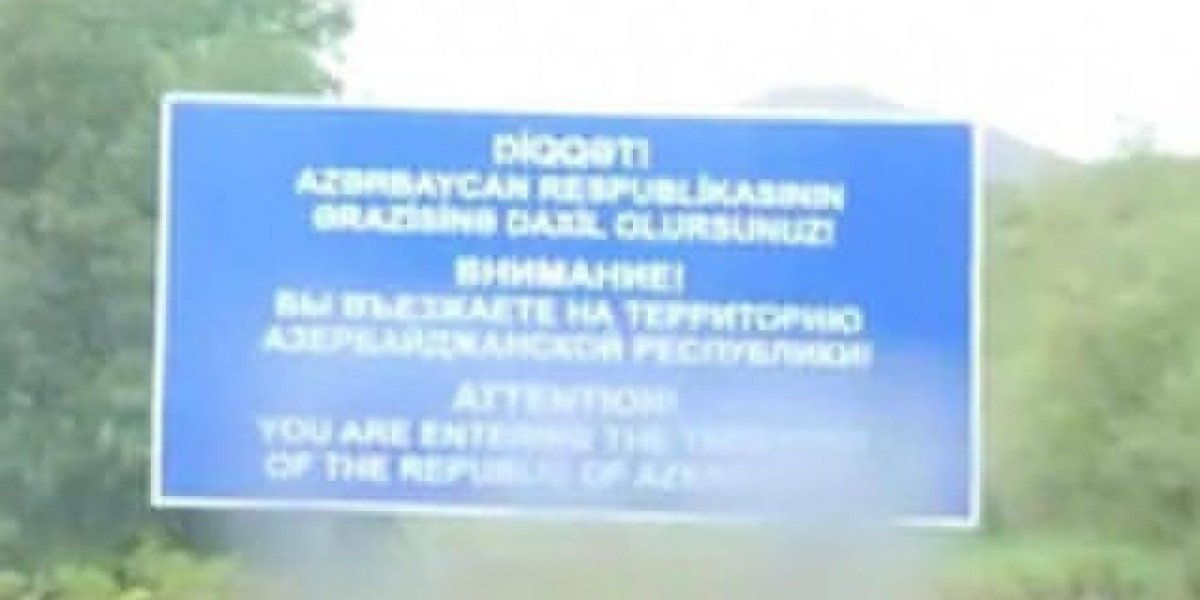 DİQQƏT!
AZƏRBAYCAN RESPUBLİKASININ
ƏRAZİSİNƏ DAXİL OLURSUNUZ!
ВНИМАНИЕ!
ВЫ ВЪЕЗЖАЕТЕ НА ТЕРРИТОРИЮ
АЗЕРБАЙДЖАНСКОЙ РЕСПУБЛИКИ
ATTENTION!
YOU ARE ENTERING THE
OF THE REPUBLIC OF